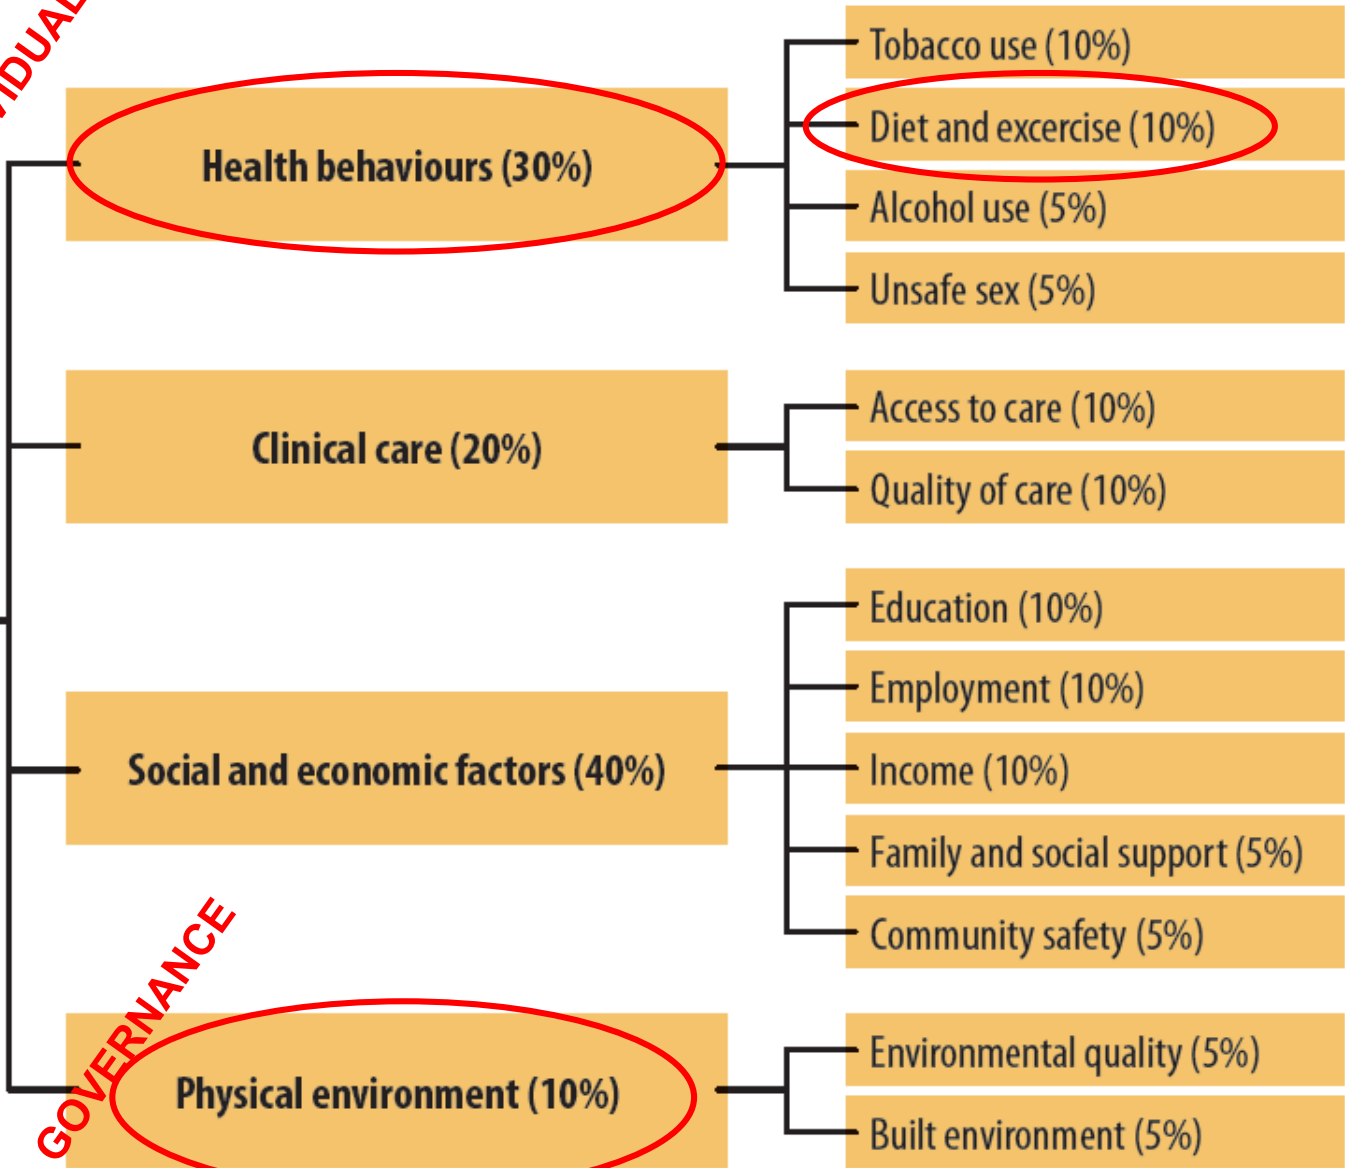 VIDUAL
Health behaviours (30%)
Tobacco use (10%)
Diet and excercise (10%)
Alcohol use (5%)
Unsafe sex (5%)
Clinical care (20%)
Access to care (10%)
Quality of care (10%)
Social and economic factors (40%)
Education (10%)
Employment (10%)
Income (10%)
Family and social support (5%)
Community safety (5%)
GOVERNANCE
Physical environment (10%)
Environmental quality (5%)
Built environment (5%)